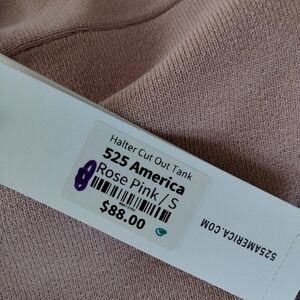 Halter Cut Out Tank
525 America
Rose Pink / S
$88.00
525AMERICA.COM